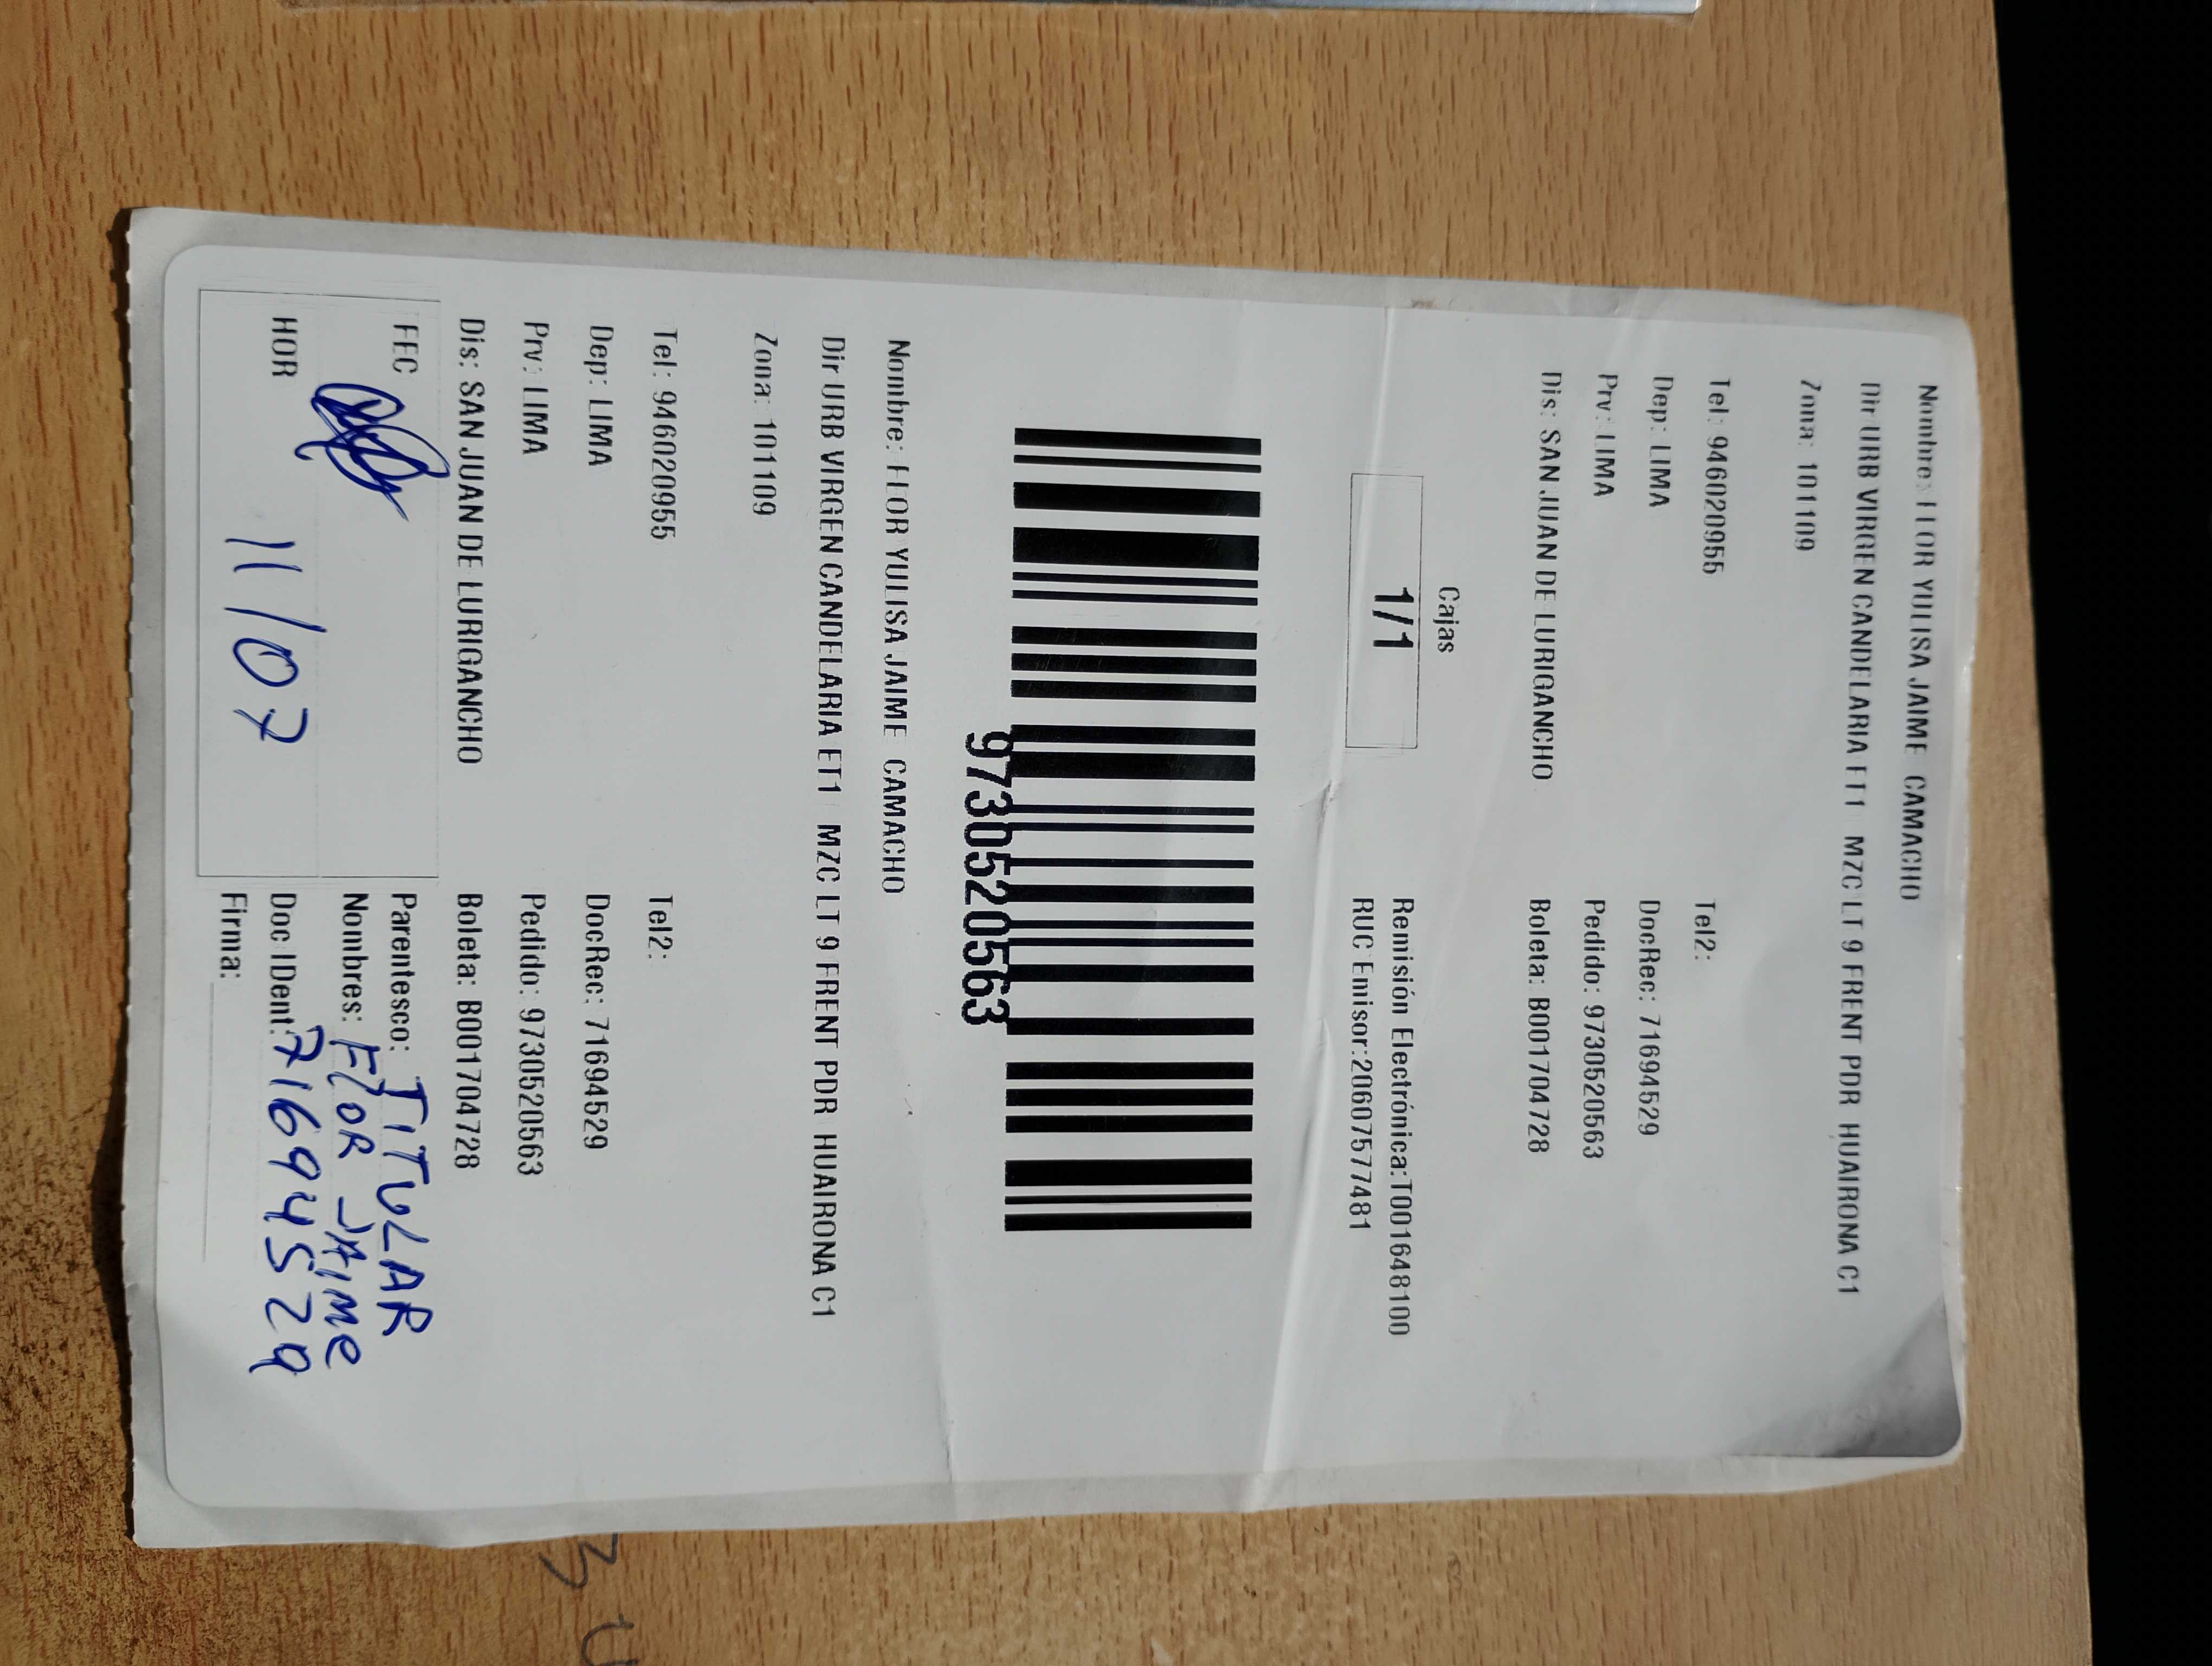 Nombre: FLOR YULISA JAIME CAMACHO
Dir URB VIRGEN CANDELARIA ET1 MZC LT 9 FRENT PDR HUAIRONA C1
Zona: 101109
Tel: 946020955 Tel2:
Dep: LIMA DocRec: 71694529
Prv: LIMA Pedido: 9730520563
Dis: SAN JUAN DE LURIGANCHO Boleta: B001704728
Cajas
1/1
Remisión Electrónica:T001648100
RUC Emisor:20607577481
9730520563
Nombre: FLOR YULISA JAIME CAMACHO
Dir URB VIRGEN CANDELARIA ET1 MZC LT 9 FRENT PDR HUAIRONA C1
Zona: 101109
Tel: 946020955 Tel2:
Dep: LIMA DocRec: 71694529
Prv: LIMA Pedido: 9730520563
Dis: SAN JUAN DE LURIGANCHO Boleta: B001704728
FEC Parentesco: TITULAR
Nombres: FlOR JAIMe
HOR 11/07 Doc IDent: 71694529
Firma: